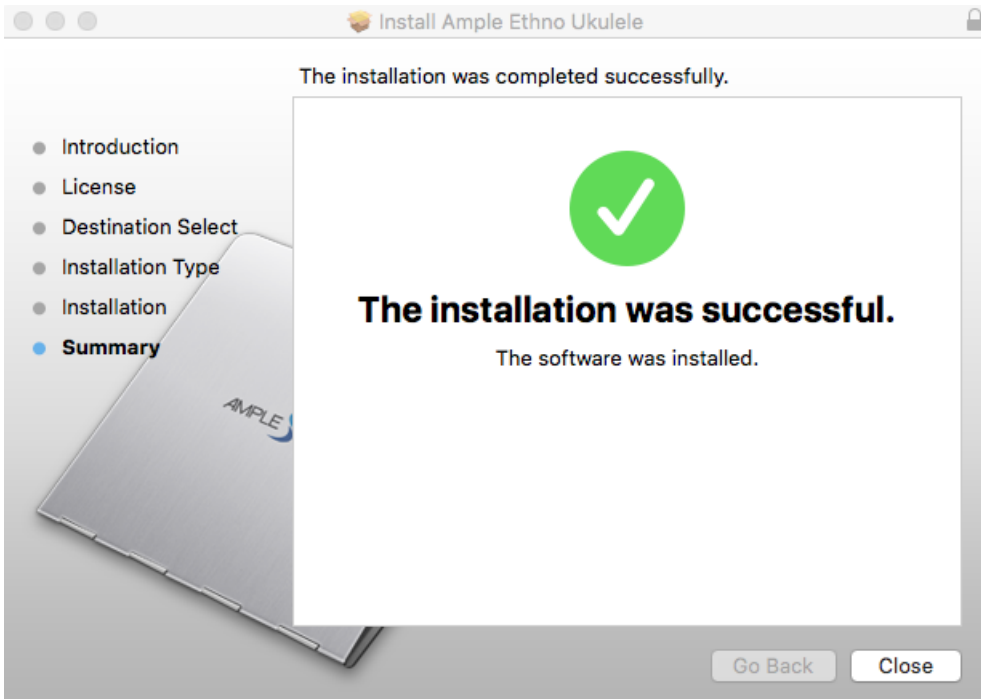 Install Ample Ethno Ukulele
The installation was completed successfully.
Introduction
License
Destination Select
Installation Type
Installation
Summary
AMPLE
The installation was successful.
The software was installed.
Go Back
Close